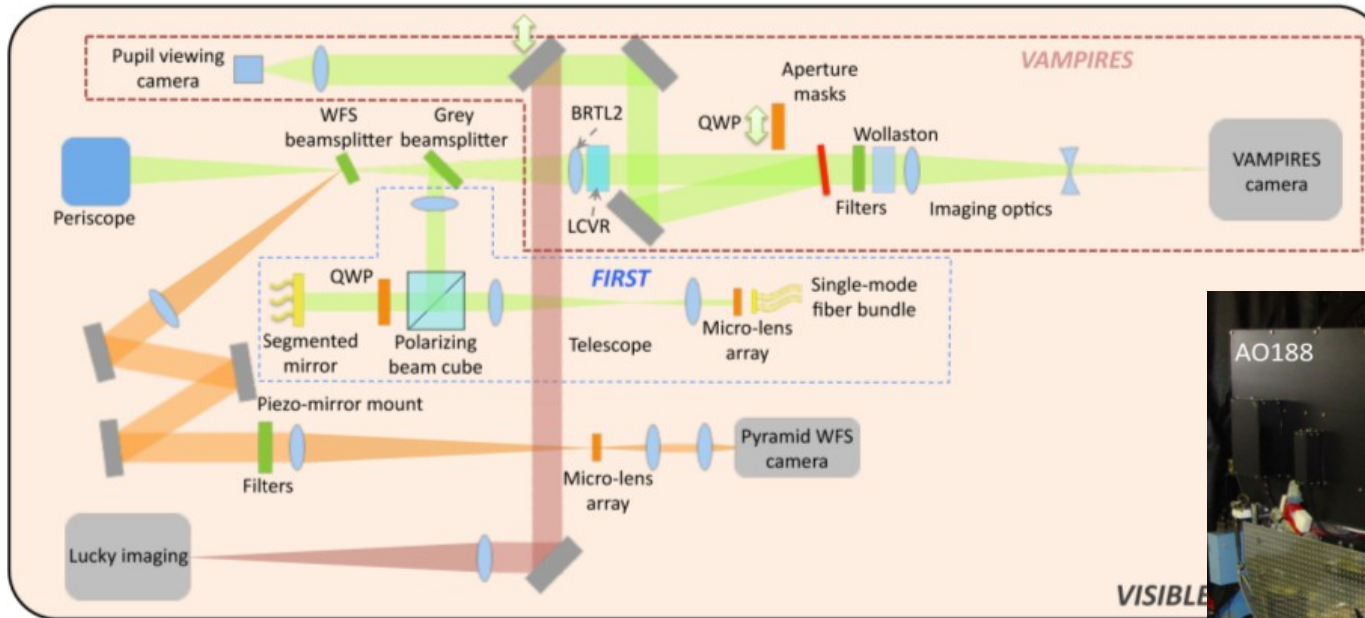 VAMPIRES
Pupil viewing
camera
Aperture
masks
WFS
beamsplitter
Grey
beamsplitter
BRTL2
QWP
Wollaston
VAMPIRES
camera
Periscope
LCVR
Filters
Imaging optics
FIRST
QWP
Single-mode
fiber bundle
Segmented
mirror
Polarizing
beam cube
Telescope
Micro-lens
array
AO188
Piezo-mirror mount
Pyramid WFS
camera
Filters
Micro-lens
array
Lucky imaging
VISIBLE